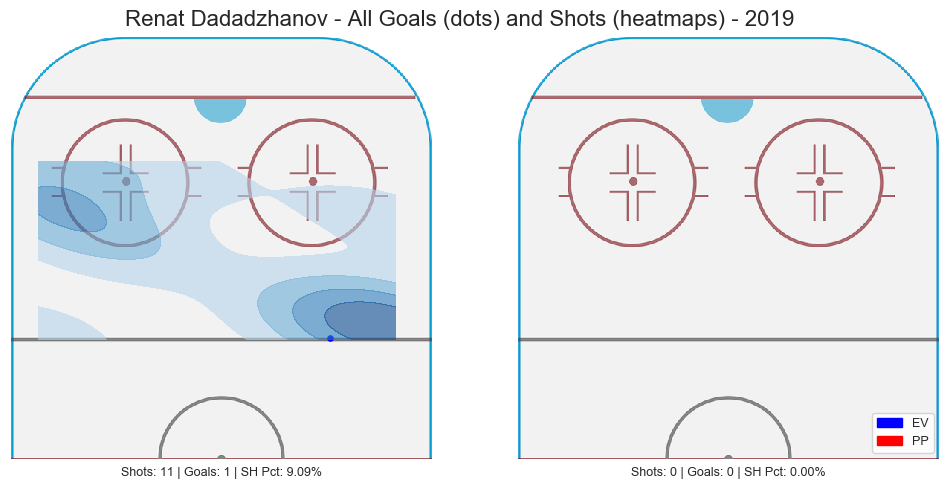 Renat Dadadzhanov - All Goals (dots) and Shots (heatmaps) - 2019
EV
PP
Shots: 11 | Goals: 1 | SH Pct: 9.09%
Shots: 0 | Goals: 0 | SH Pct: 0.00%